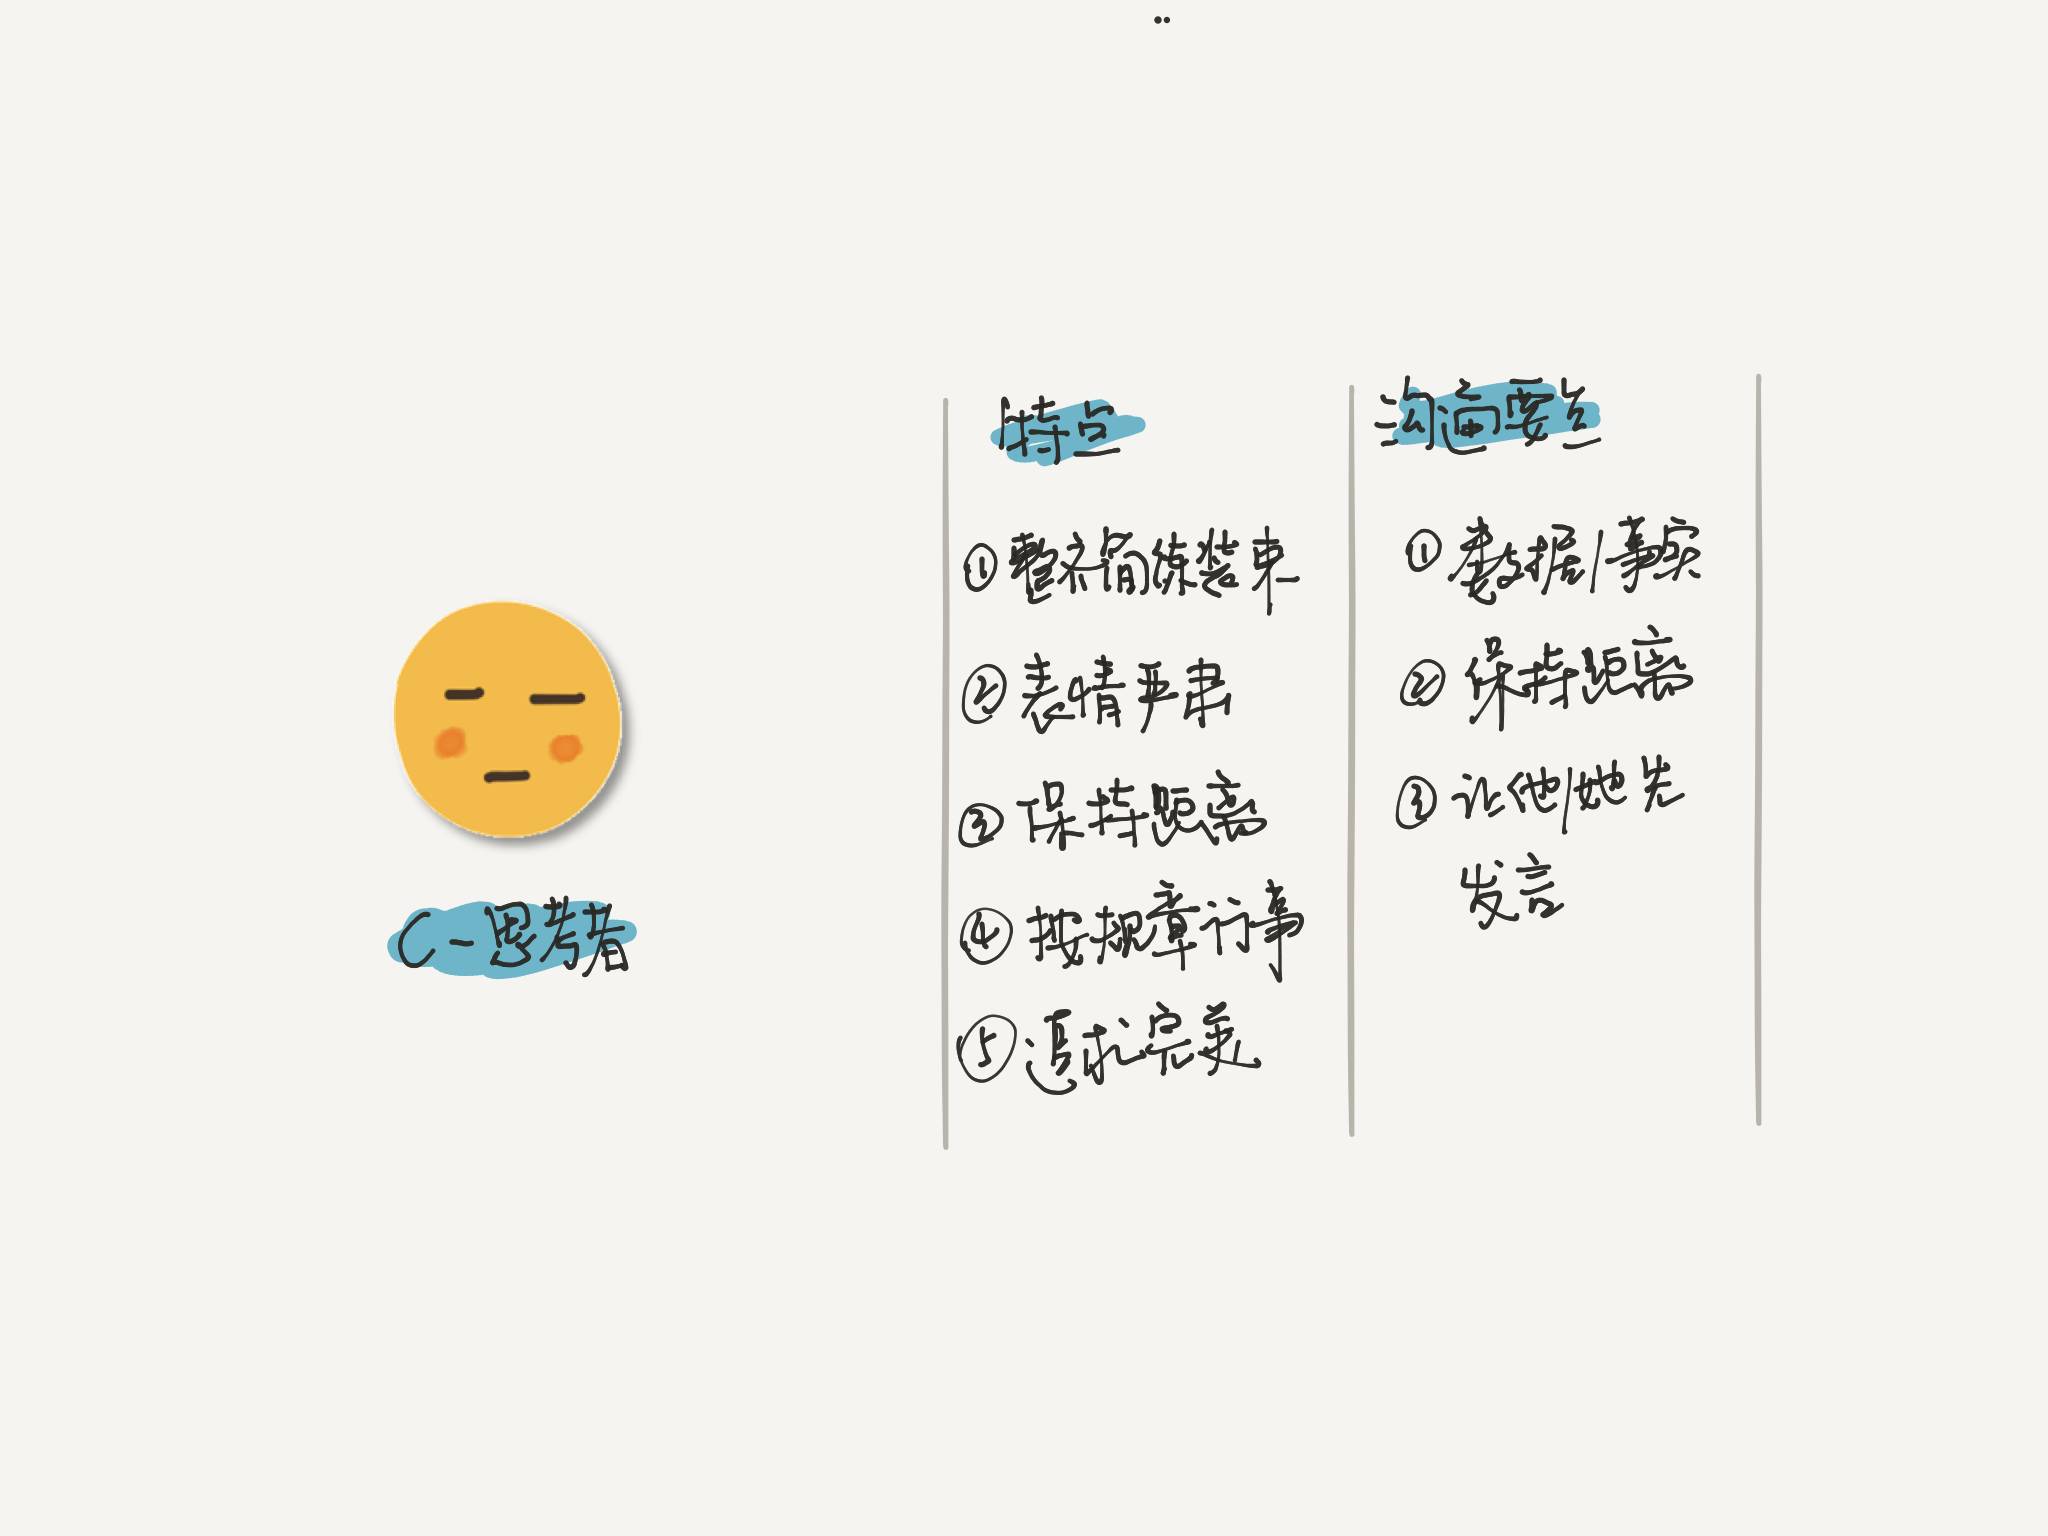 C-思考者
特点
①整齐简练装束
②表情严肃
③保持距离
④按规章行事
⑤追求完美
沟通要点
①数据/事实
②保持距离
③让他/她先
发言